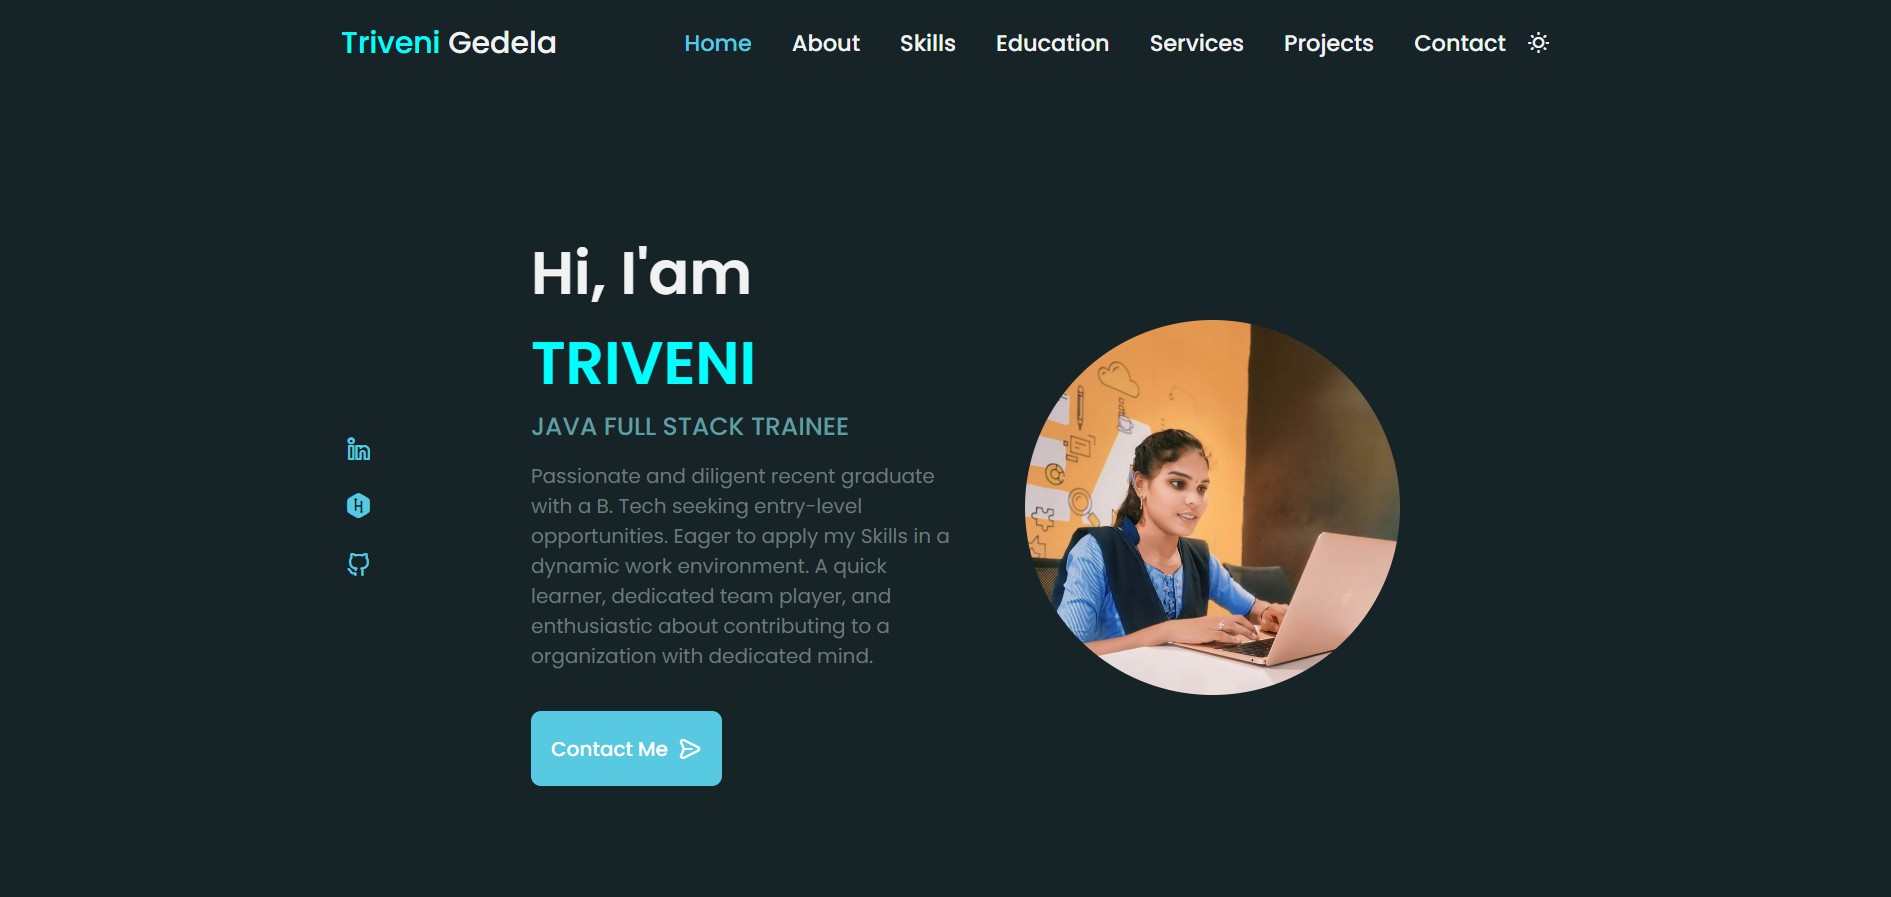 Triveni Gedela
Home About Skills Education Services Projects Contact
Hi, I'am
TRIVENI
JAVA FULL STACK TRAINEE
Passionate and diligent recent graduate
with a B. Tech seeking entry-level
opportunities. Eager to apply my Skills in a
dynamic work environment. A quick
learner, dedicated team player, and
enthusiastic about contributing to a
organization with dedicated mind.
Contact Me